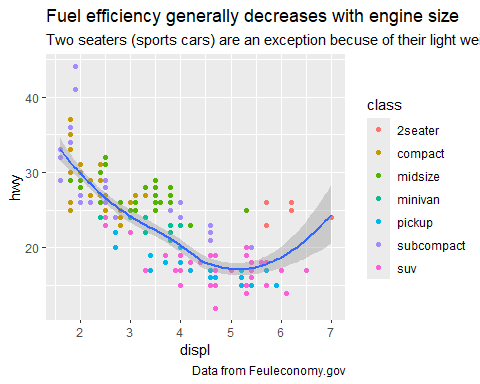 Fuel efficiency generally decreases with engine size
Two seaters (sports cars) are an exception becuse of their light wei
hwy
40
30
20
2
3
4
5
6
7
displ
class
2seater
compact
midsize
minivan
pickup
subcompact
suv
Data from Feuleconomy.gov